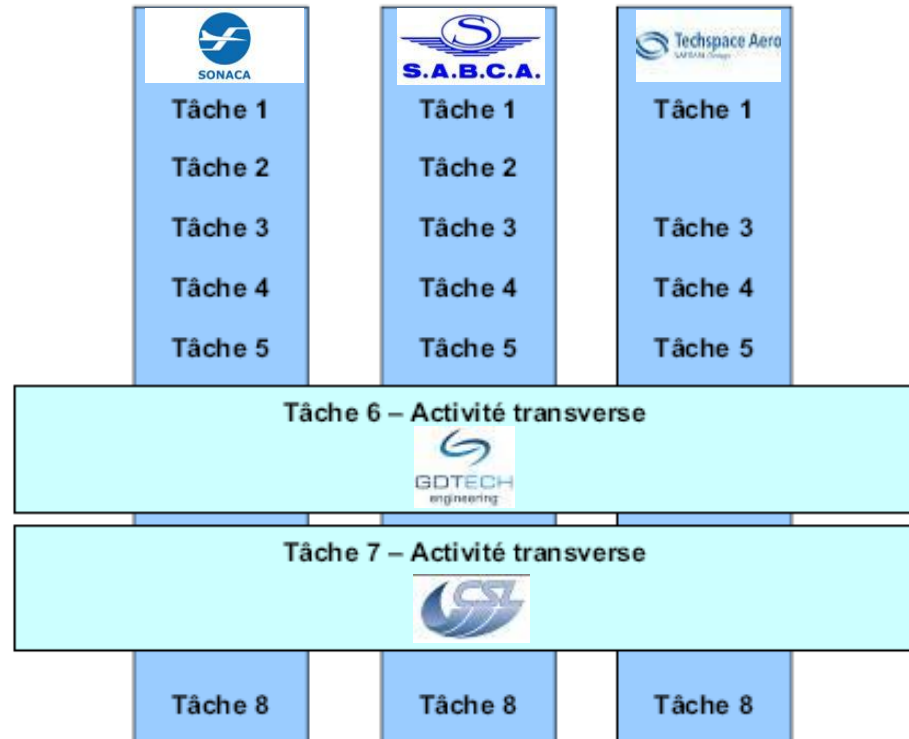 SONACA
S.A.B.C.A.
Techspace Aero
Tâche 1
Tâche 1
Tâche 1
Tâche 2
Tâche 2
Tâche 3
Tâche 3
Tâche 3
Tâche 4
Tâche 4
Tâche 4
Tâche 5
Tâche 5
Tâche 5
Tâche 6 – Activité transverse
GDTECH
engineering
Tâche 7 – Activité transverse
CSL
Tâche 8
Tâche 8
Tâche 8